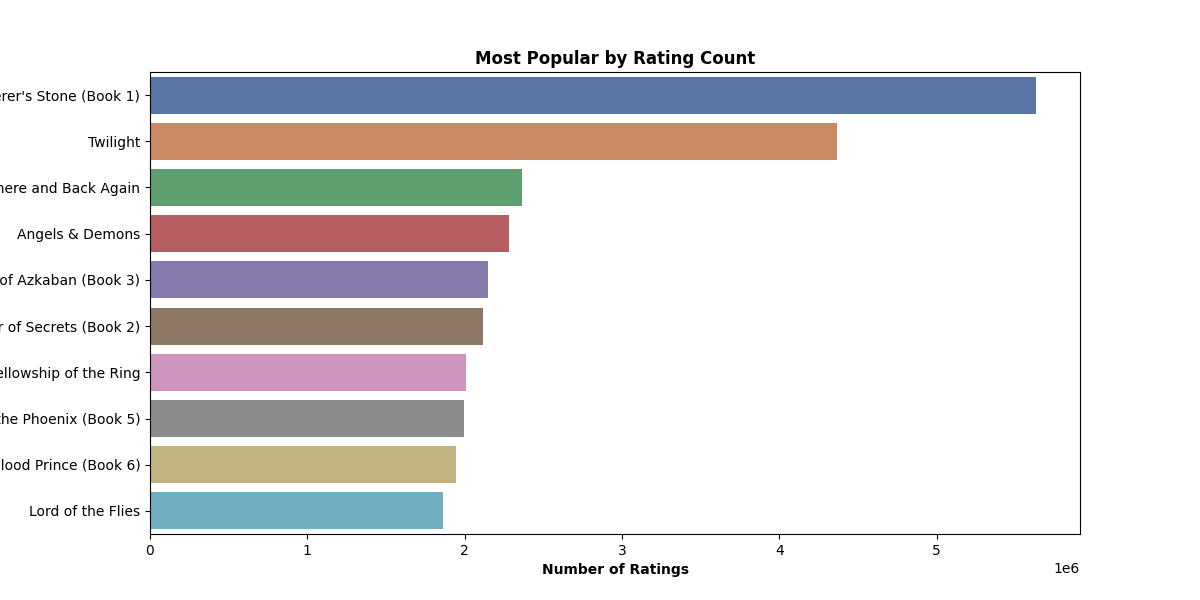 Most Popular by Rating Count
erer's Stone (Book 1)
Twilight
here and Back Again
Angels & Demons
of Azkaban (Book 3)
r of Secrets (Book 2)
ellowship of the Ring
the Phoenix (Book 5)
lood Prince (Book 6)
Lord of the Flies
0 1 2 3 4 5
1e6
Number of Ratings